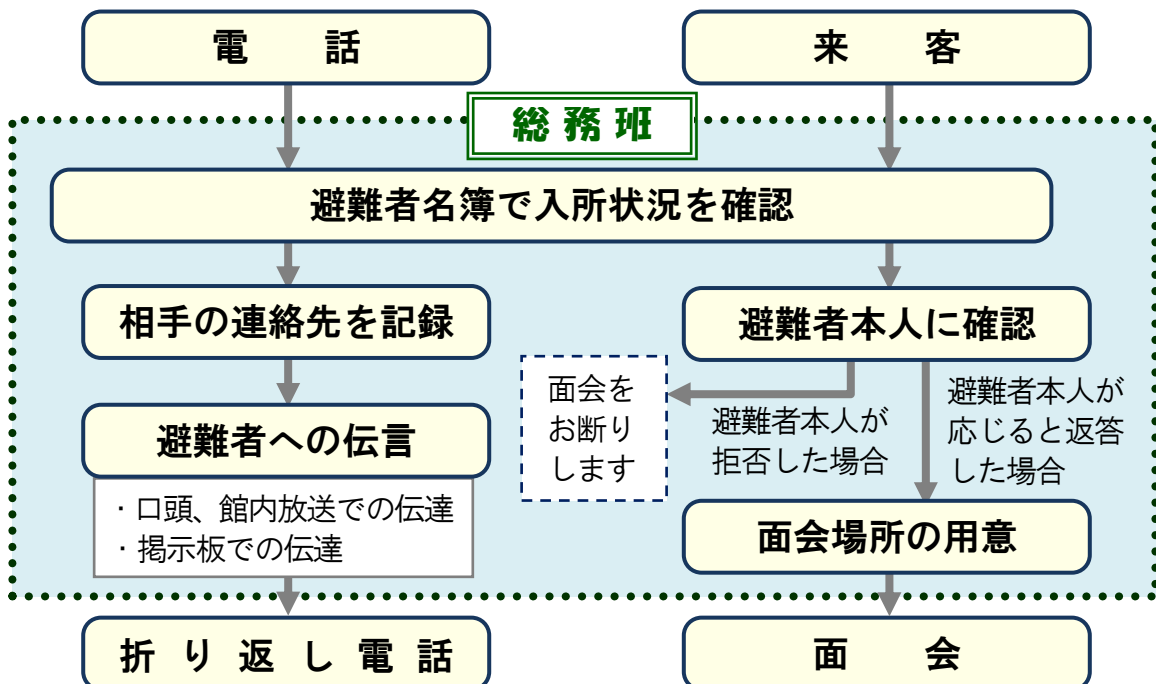 電話
来客
総務班
避難者名簿で入所状況を確認
相手の連絡先を記録
避難者本人に確認
避難者への伝言
・口頭、館内放送での伝達
・掲示板での伝達
面会を
お断り
します
避難者本人が
拒否した場合
避難者本人が
応じると返答
した場合
面会場所の用意
折り返し電話
面会